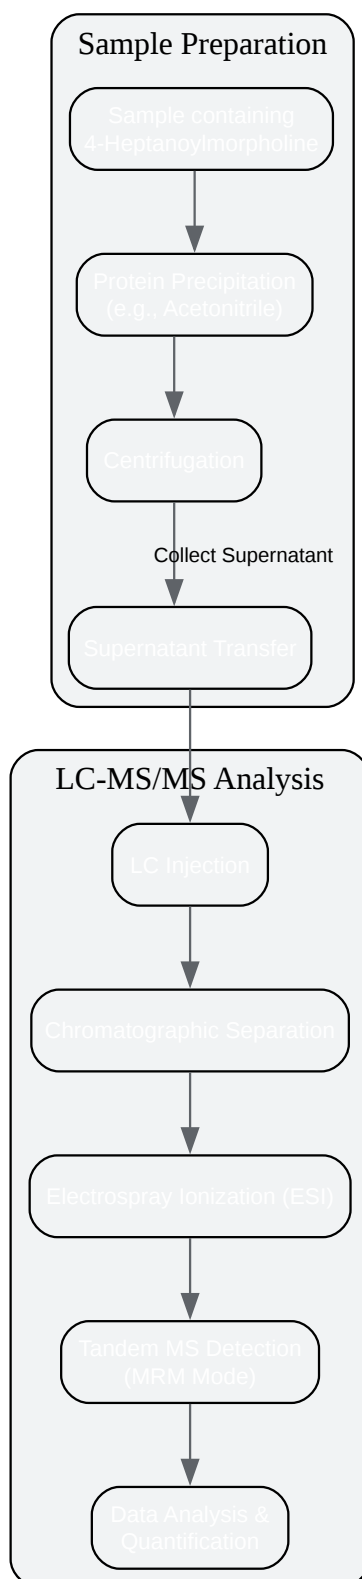 Sample Preparation
Sample containing
4-Heptanoylmorpholine
Protein Precipitation
(e.g., Acetonitrile)
Centrifugation
Collect Supernatant
Supernatant Transfer
LC-MS/MS Analysis
LC Injection
Chromatographic Separation
Electrospray Ionization (ESI)
Tandem MS Detection
(MRM Mode)
Data Analysis &
Quantification